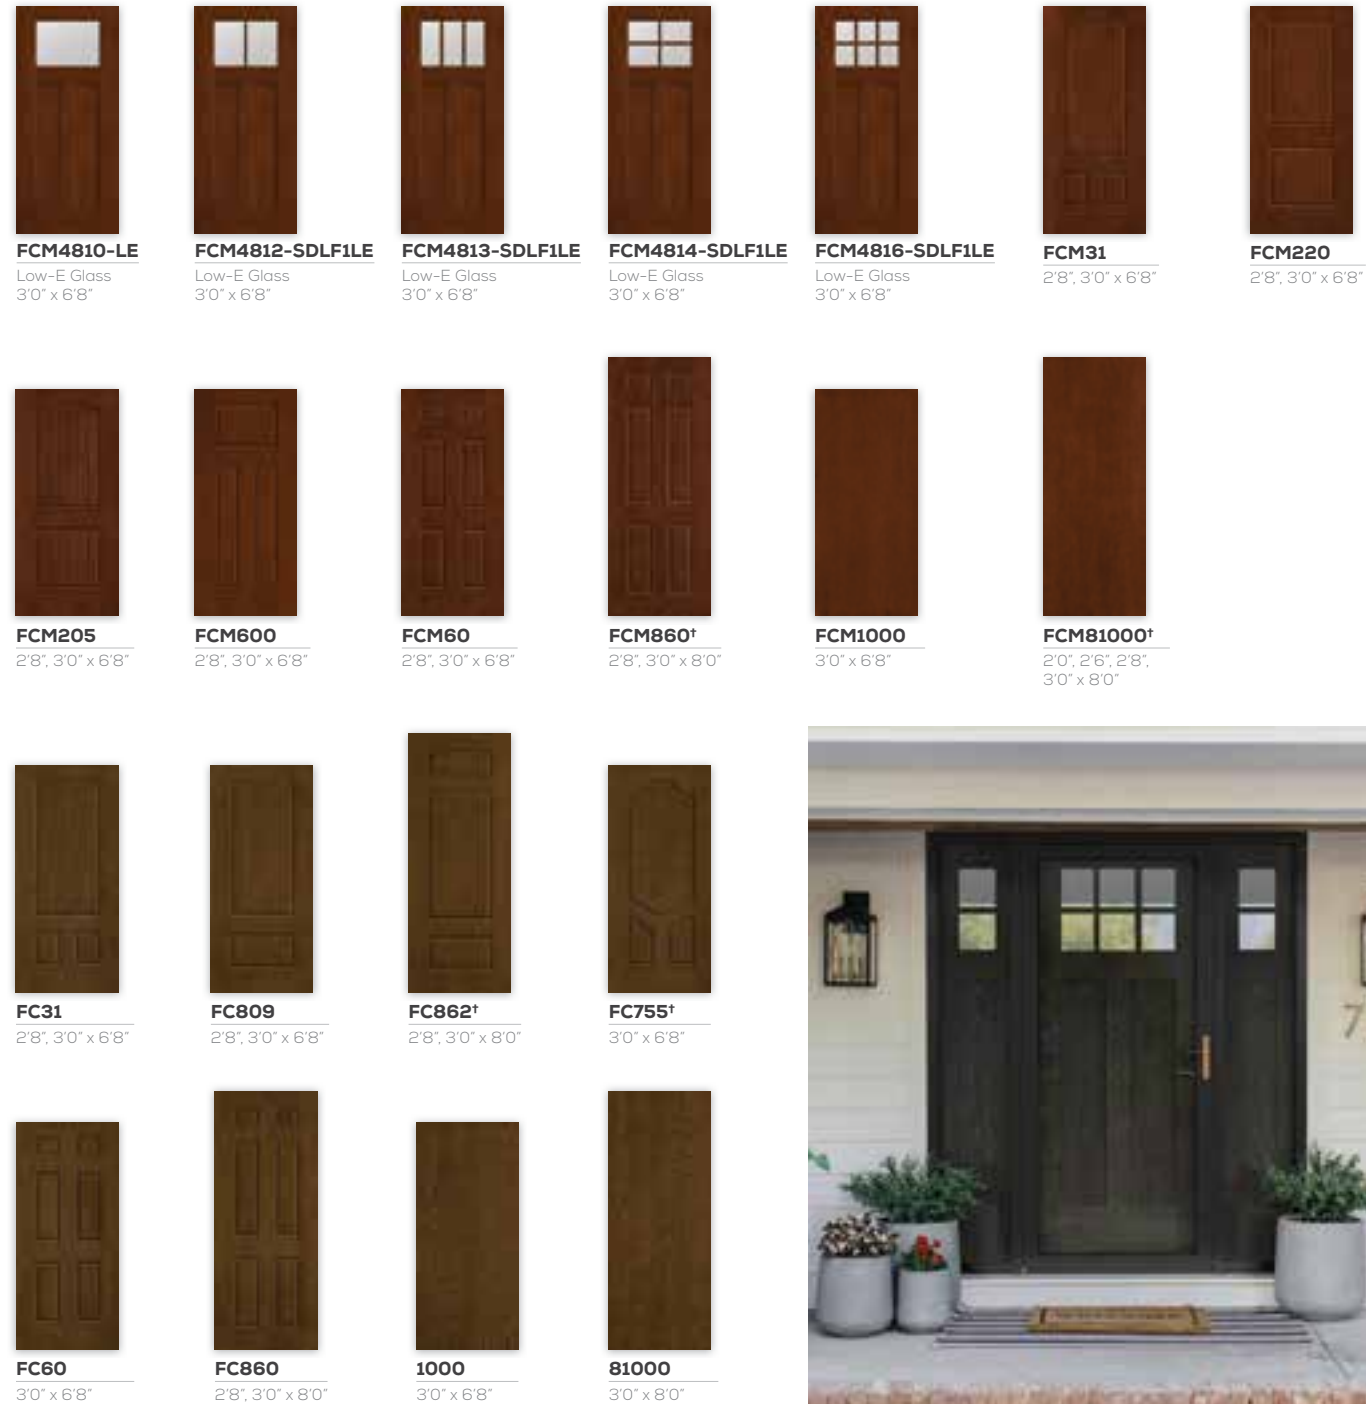 FCM4810-LE
Low-E Glass
3'0" x 6'8"
FCM4812-SDLF1LE
Low-E Glass
3'0" x 6'8"
FCM4813-SDLF1LE
Low-E Glass
3'0" x 6'8"
FCM4814-SDLF1LE
Low-E Glass
3'0" x 6'8"
FCM4816-SDLF1LE
Low-E Glass
3'0" x 6'8"
FCM31
2'8", 3'0" x 6'8"
FCM220
2'8", 3'0" x 6'8"
FCM205
2'8", 3'0" x 6'8"
FCM600
2'8", 3'0" x 6'8"
FCM60
2'8", 3'0" x 6'8"
FCM860†
2'8", 3'0" x 8'0"
FCM1000
3'0" x 6'8"
FCM81000†
2'0", 2'6", 2'8",
3'0" x 8'0"
FC31
2'8", 3'0" x 6'8"
FC809
2'8", 3'0" x 6'8"
FC862†
2'8", 3'0" x 8'0"
FC755†
3'0" x 6'8"
7
FC60
3'0" x 6'8"
FC860
2'8", 3'0" x 8'0"
1000
3'0" x 6'8"
81000
3'0" x 8'0"